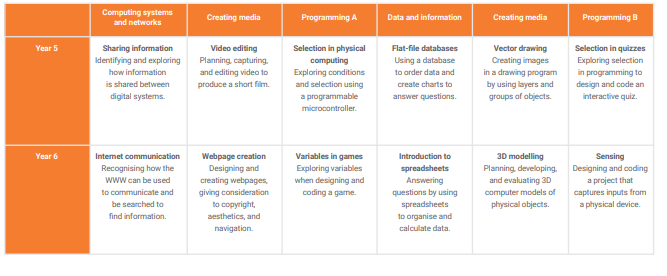 Computing systems
and networks
Creating media
Programming A
Data and information
Creating media
Programming B
Year 5
Sharing information
Identifying and exploring
how information
is shared between
digital systems.
Video editing
Planning, capturing,
and editing video to
produce a short film.
Selection in physical
computing
Exploring conditions
and selection using
a programmable
microcontroller.
Flat-file databases
Using a database
to order data and
create charts to
answer questions.
Vector drawing
Creating images
in a drawing program
by using layers and
groups of objects.
Selection in quizzes
Exploring selection
in programming to
design and code an
interactive quiz.
Year 6
Internet communication
Recognising how the
WWW can be used
to communicate and
be searched to
find information.
Webpage creation
Designing and
creating webpages,
giving consideration
to copyright,
aesthetics, and
navigation.
Variables in games
Exploring variables
when designing and
coding a game.
Introduction to
spreadsheets
Answering
questions by using
spreadsheets
to organise and
calculate data.
3D modelling
Planning, developing,
and evaluating 3D
computer models of
physical objects.
Sensing
Designing and coding
a project that
captures inputs from
a physical device.